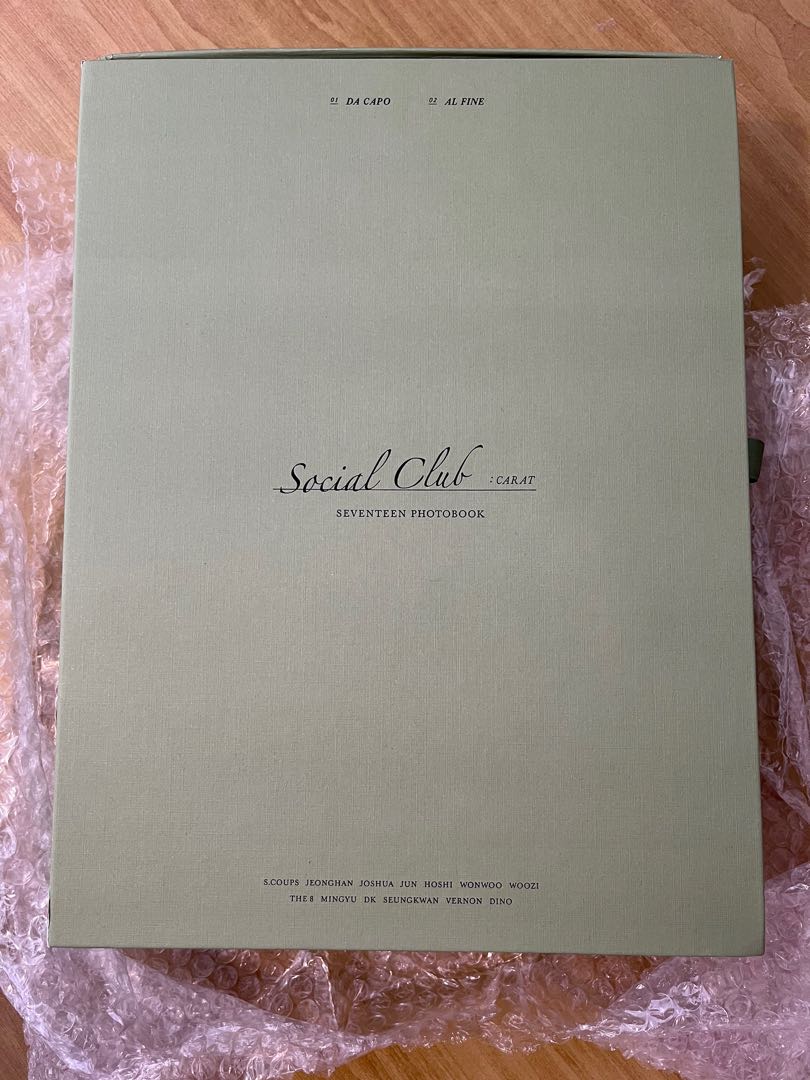 01 DA CAPO 02 AL FINE
Social Club : CARAT
SEVENTEEN PHOTOBOOK
S.COUPS JEONGHAN JOSHUA JUN HOSHI WONWOO WOOZI
THE 8 MINGYU DK SEUNGKWAN VERNON DINO